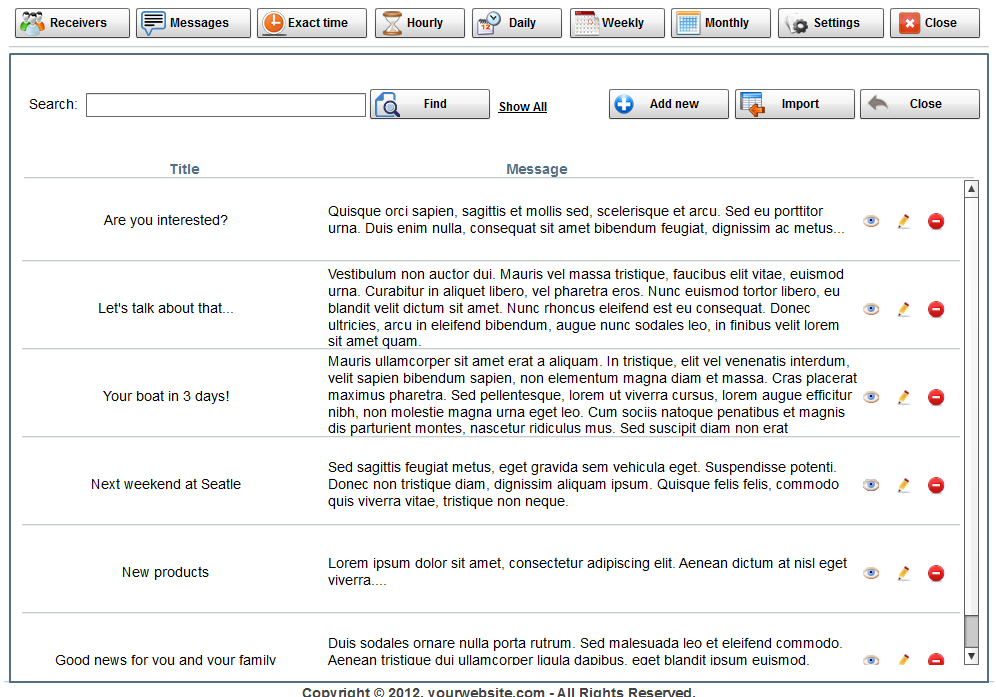 Receivers Messages Exact time Hourly Daily Weekly Monthly Settings Close
Search: Find Show All Add new Import Close
Title Message
Are you interested?
Quisque orci sapien, sagittis et mollis sed, scelerisque et arcu. Sed eu porttitor
urna. Duis enim nulla, consequat sit amet bibendum feugiat, dignissim ac metus...
Let's talk about that...
Vestibulum non auctor dui. Mauris vel massa tristique, faucibus elit vitae, euismod
urna. Curabitur in aliquet libero, vel pharetra eros. Nunc euismod tortor libero, eu
blandit velit dictum sit amet. Nunc rhoncus eleifend est eu consequat. Donec
ultricies, arcu in eleifend bibendum, augue nunc sodales leo, in finibus velit lorem
sit amet quam.
Your boat in 3 days!
Mauris ullamcorper sit amet erat a aliquam. In tristique, elit vel venenatis interdum,
velit sapien bibendum sapien, non elementum magna diam et massa. Cras placerat
maximus pharetra. Sed pellentesque, lorem ut viverra cursus, lorem augue efficitur
nibh, non molestie magna urna eget leo. Cum sociis natoque penatibus et magnis
dis parturient montes, nascetur ridiculus mus. Sed suscipit diam non erat
Next weekend at Seatle
Sed sagittis feugiat metus, eget gravida sem vehicula eget. Suspendisse potenti.
Donec non tristique diam, dignissim aliquam ipsum. Quisque felis felis, commodo
quis viverra vitae, tristique non neque.
New products
Lorem ipsum dolor sit amet, consectetur adipiscing elit. Aenean dictum at nisl eget
viverra....
Good news for you and your family
Duis sodales ornare nulla porta rutrum. Sed malesuada leo et eleifend commodo.
Aenean tristique dui ullamcorper ligula dapibus, eget blandit ipsum euismod.
Copyright © 2012. yourwebsite.com - All Rights Reserved.